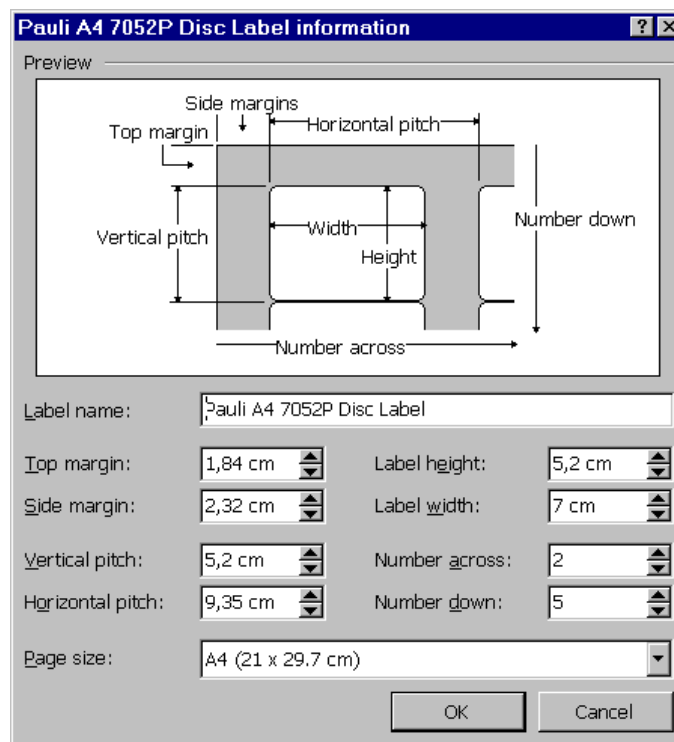 Pauli A4 7052P Disc Label information
Preview
Side margins
Top margin
Horizontal pitch
Vertical pitch
Width
Height
Number down
Number across
Label name: Pauli A4 7052P Disc Label
Top margin: 1,84 cm Label height: 5,2 cm
Side margin: 2,32 cm Label width: 7 cm
Vertical pitch: 5,2 cm Number across: 2
Horizontal pitch: 9,35 cm Number down: 5
Page size: A4 (21 x 29.7 cm)
OK Cancel